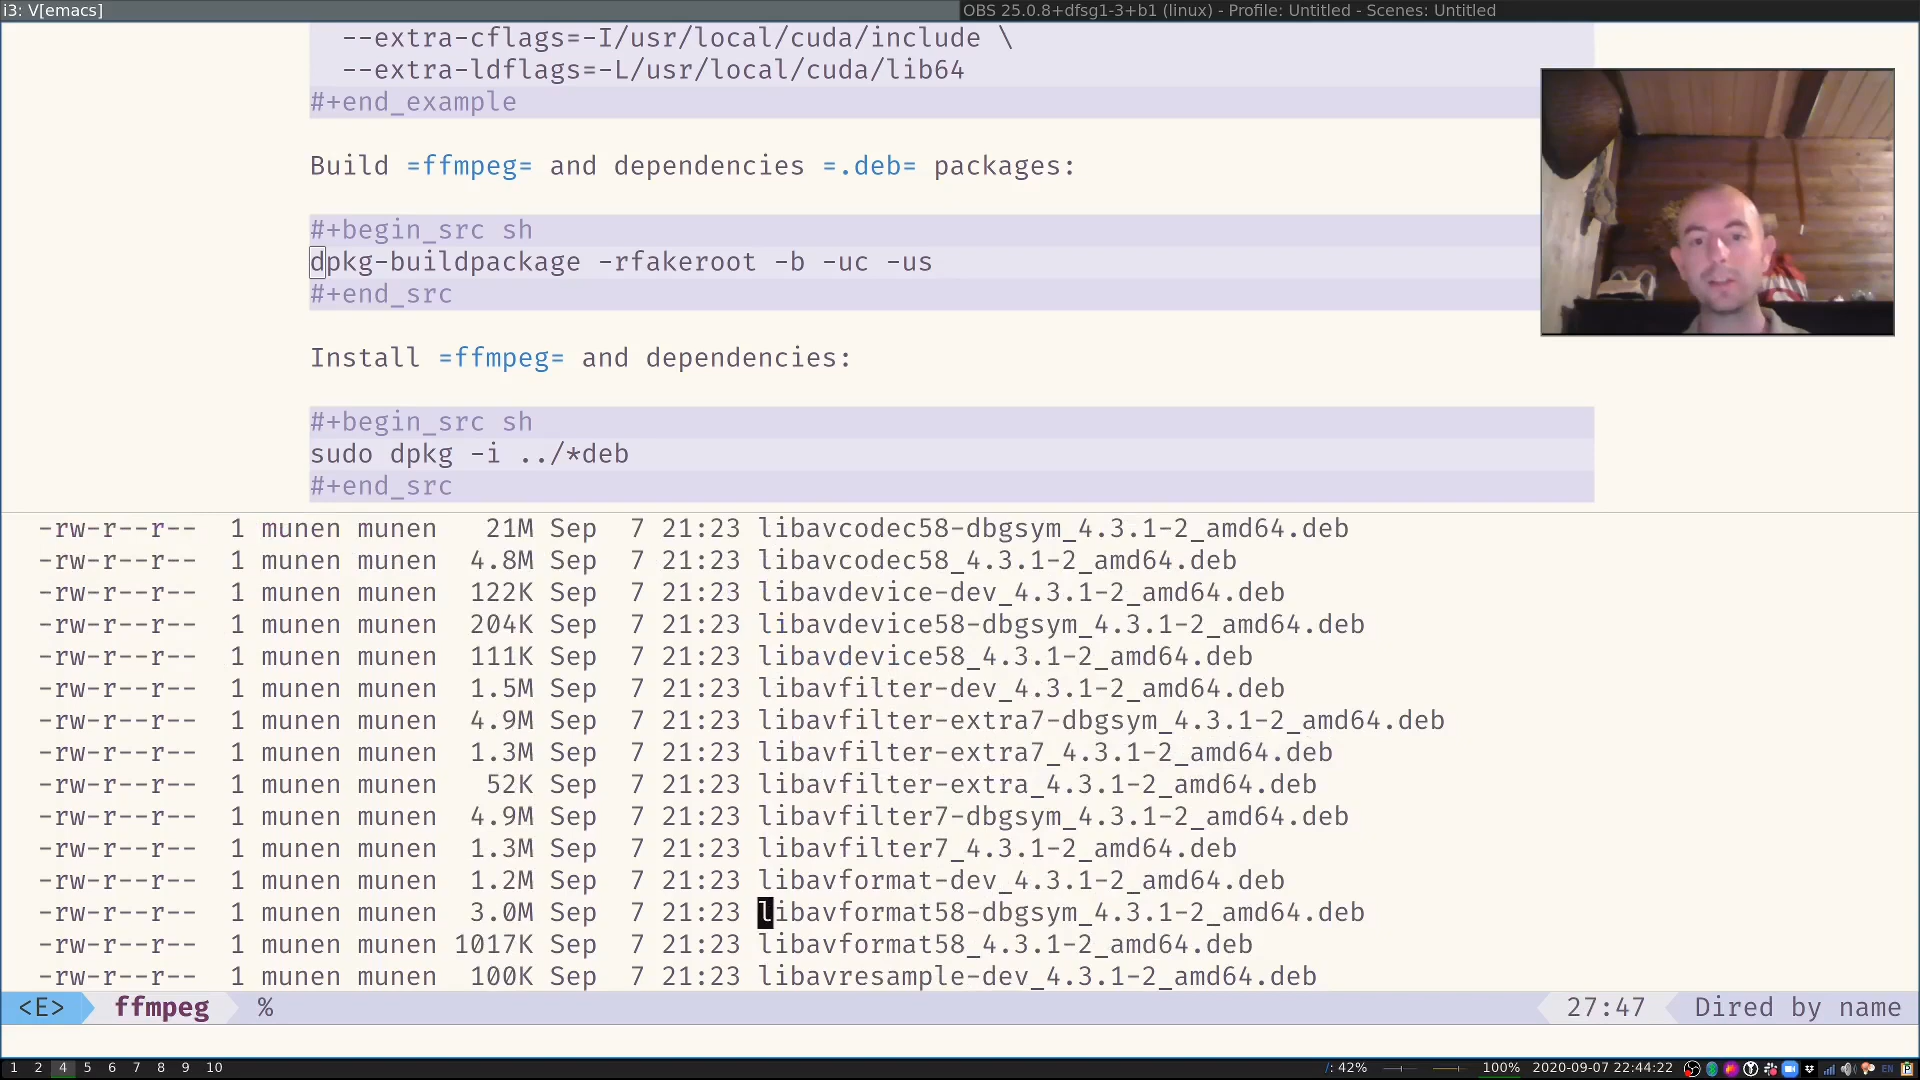 i3: V[emacs]
OBS 25.0.8+dfsg1-3+b1 (linux) - Profile: Untitled - Scenes: Untitled
--extra-cflags=-I/usr/local/cuda/include \
--extra-ldflags=-L/usr/local/cuda/lib64
#+end_example
Build =ffmpeg= and dependencies =.deb= packages:
#+begin_src sh
dpkg-buildpackage -rfakeroot -b -uc -us
#+end_src
Install =ffmpeg= and dependencies:
#+begin_src sh
sudo dpkg -i ../*deb
#+end_src
-rw-r--r-- 1 munen munen 21M Sep 7 21:23 libavcodec58-dbgsym_4.3.1-2_amd64.deb
-rw-r--r-- 1 munen munen 4.8M Sep 7 21:23 libavcodec58_4.3.1-2_amd64.deb
-rw-r--r-- 1 munen munen 122K Sep 7 21:23 libavdevice-dev_4.3.1-2_amd64.deb
-rw-r--r-- 1 munen munen 204K Sep 7 21:23 libavdevice58-dbgsym_4.3.1-2_amd64.deb
-rw-r--r-- 1 munen munen 111K Sep 7 21:23 libavdevice58_4.3.1-2_amd64.deb
-rw-r--r-- 1 munen munen 1.5M Sep 7 21:23 libavfilter-dev_4.3.1-2_amd64.deb
-rw-r--r-- 1 munen munen 4.9M Sep 7 21:23 libavfilter-extra7-dbgsym_4.3.1-2_amd64.deb
-rw-r--r-- 1 munen munen 1.3M Sep 7 21:23 libavfilter-extra7_4.3.1-2_amd64.deb
-rw-r--r-- 1 munen munen 52K Sep 7 21:23 libavfilter-extra_4.3.1-2_amd64.deb
-rw-r--r-- 1 munen munen 4.9M Sep 7 21:23 libavfilter7-dbgsym_4.3.1-2_amd64.deb
-rw-r--r-- 1 munen munen 1.3M Sep 7 21:23 libavfilter7_4.3.1-2_amd64.deb
-rw-r--r-- 1 munen munen 1.2M Sep 7 21:23 libavformat-dev_4.3.1-2_amd64.deb
-rw-r--r-- 1 munen munen 3.0M Sep 7 21:23 libavformat58-dbgsym_4.3.1-2_amd64.deb
-rw-r--r-- 1 munen munen 1017K Sep 7 21:23 libavformat58_4.3.1-2_amd64.deb
-rw-r--r-- 1 munen munen 100K Sep 7 21:23 libavresample-dev_4.3.1-2_amd64.deb
<E> ffmpeg % 27:47 Dired by name
1 2 4 5 6 7 8 9 10 /: 42% 100% 2020-09-07 22:44:22 EN